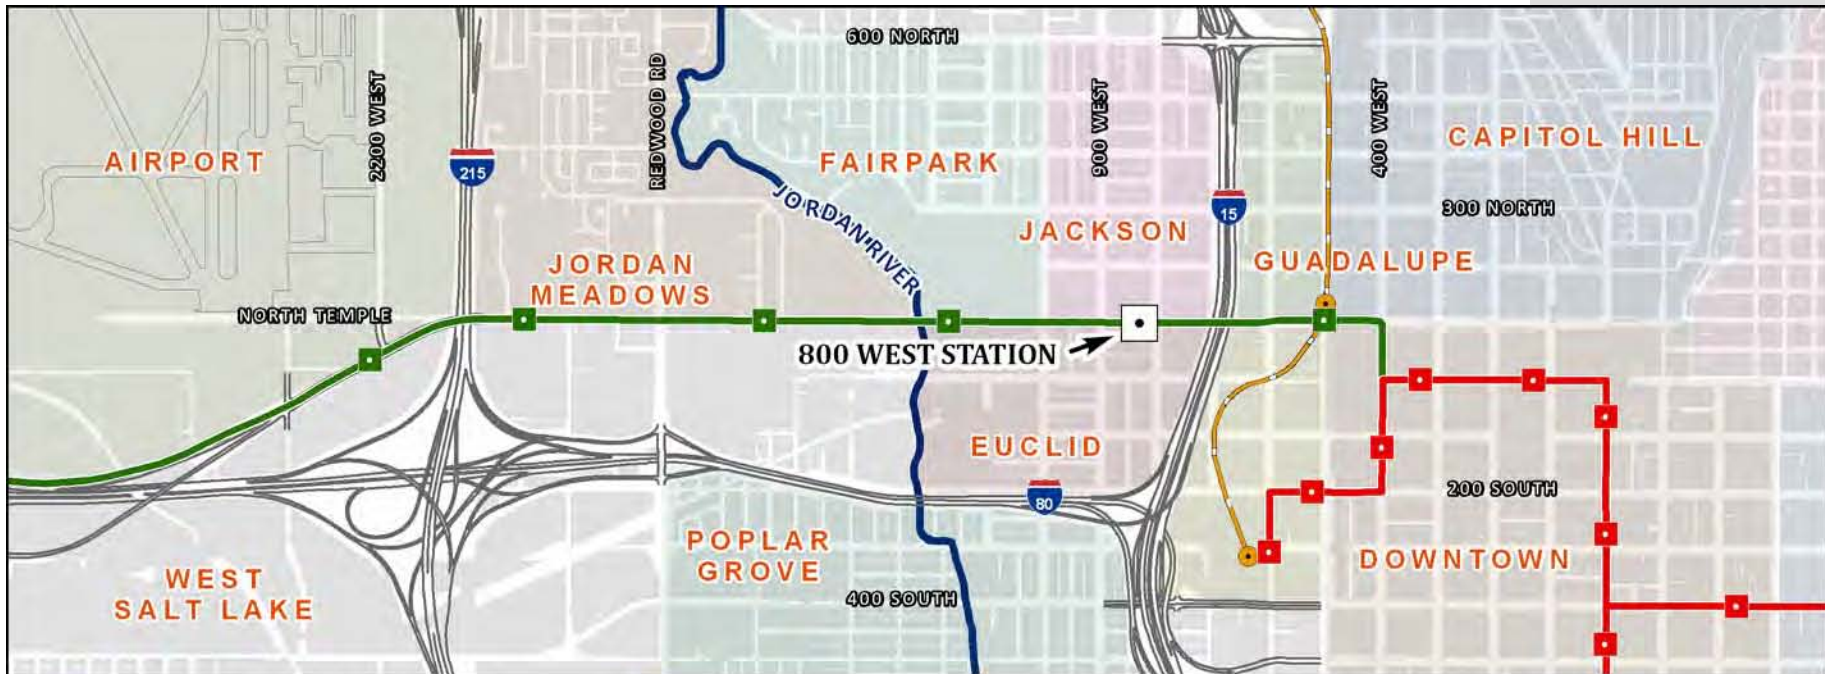 600 NORTH
2200 WEST
REDWOOD RD
900 WEST
400 WEST
AIRPORT
215
FAIRPARK
CAPITOL HILL
JORDAN RIVER
15
300 NORTH
JACKSON
GUADALUPE
JORDAN
MEADOWS
NORTH TEMPLE
800 WEST STATION
EUCLID
80
200 SOUTH
POPLAR
GROVE
DOWNTOWN
WEST
SALT LAKE
400 SOUTH